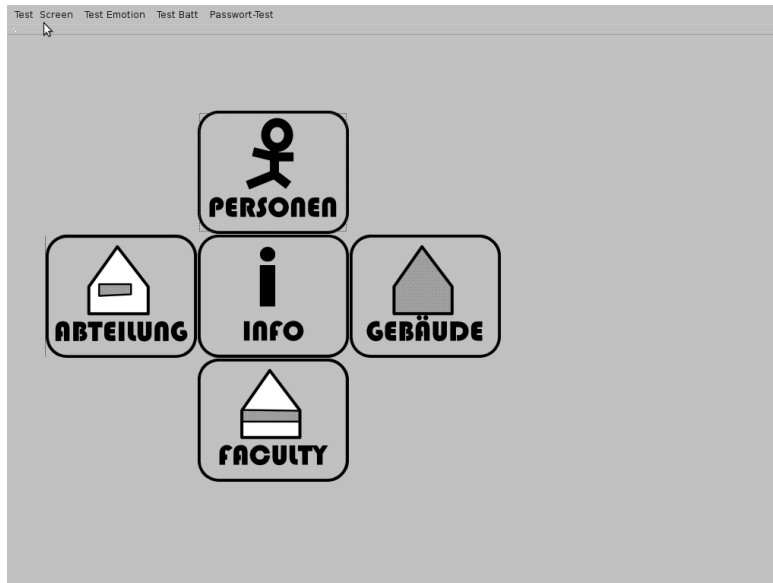 Test Screen Test Emotion Test Batt Passwort-Test
PERSONEN
ABTEILUNG
INFO
GEBÄUDE
FACULTY